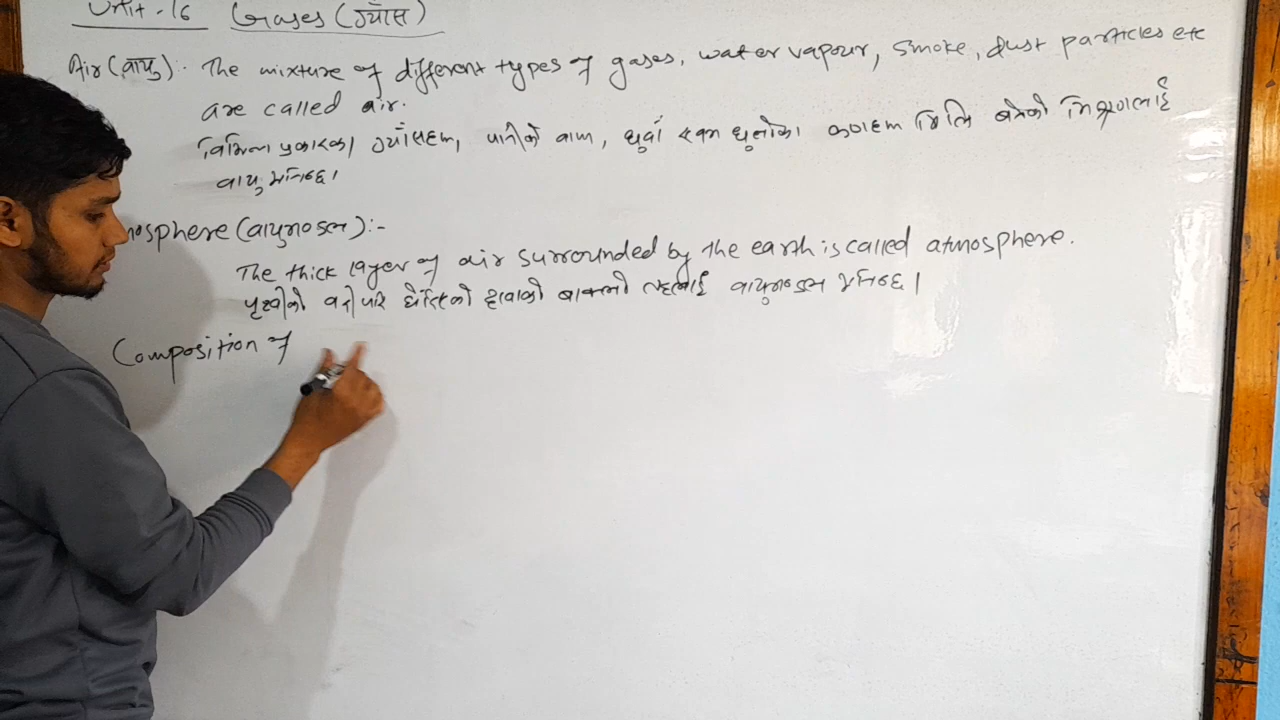 Unit-16 Gases (ग्याँस)
Air (वायु):- The mixture of different types of gases, water vapour, smoke, dust particles etc
are called air.
विभिन्न प्रकारका ग्याँसहरू, पानीको बाफ, धुवाँ एवम धुलोका कणहरू मिलि बनेको मिश्रणलाई
वायु भनिन्छ।
mosphere (वायुमण्डल):-
The thick layer of air surrounded by the earth is called atmosphere.
पृथ्वीको वरीपरि घेरिएको हावाको बाक्लो तहलाई वायुमण्डल भनिन्छ।
Composition of